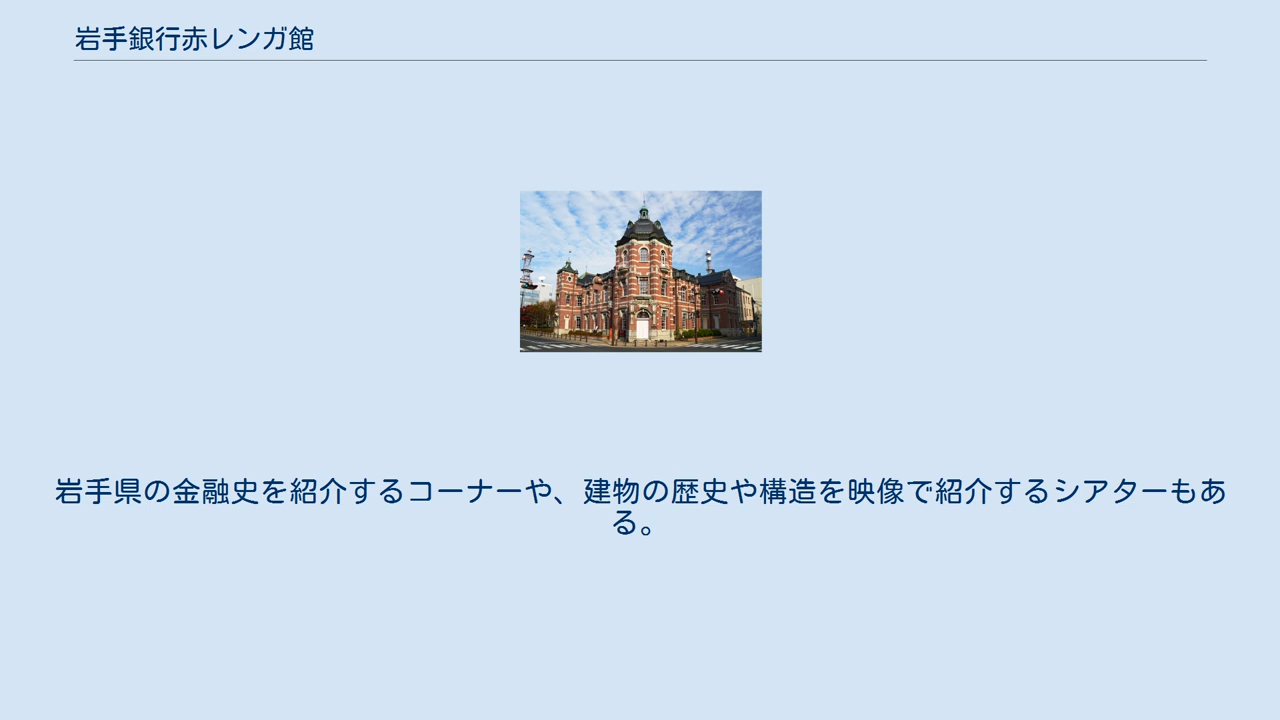 岩手銀行赤レンガ館
岩手県の金融史を紹介するコーナーや、建物の歴史や構造を映像で紹介するシアターもあ
る。